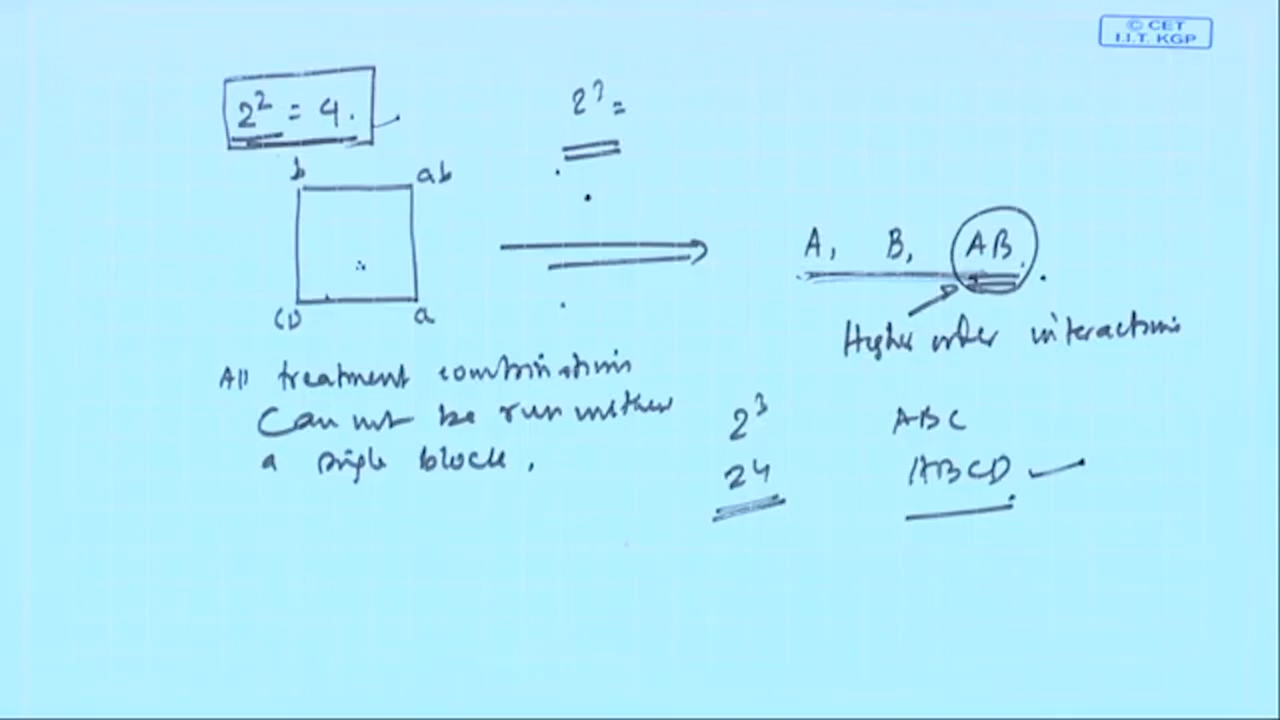 © CET
I.I.T. KGP
2² = 4.
2³ =
b
ab
(1)
a
A, B, AB.
Higher order interactions
All treatment combinations
Can not be run within
a single block.
2³ ABC
2⁴ ABCD